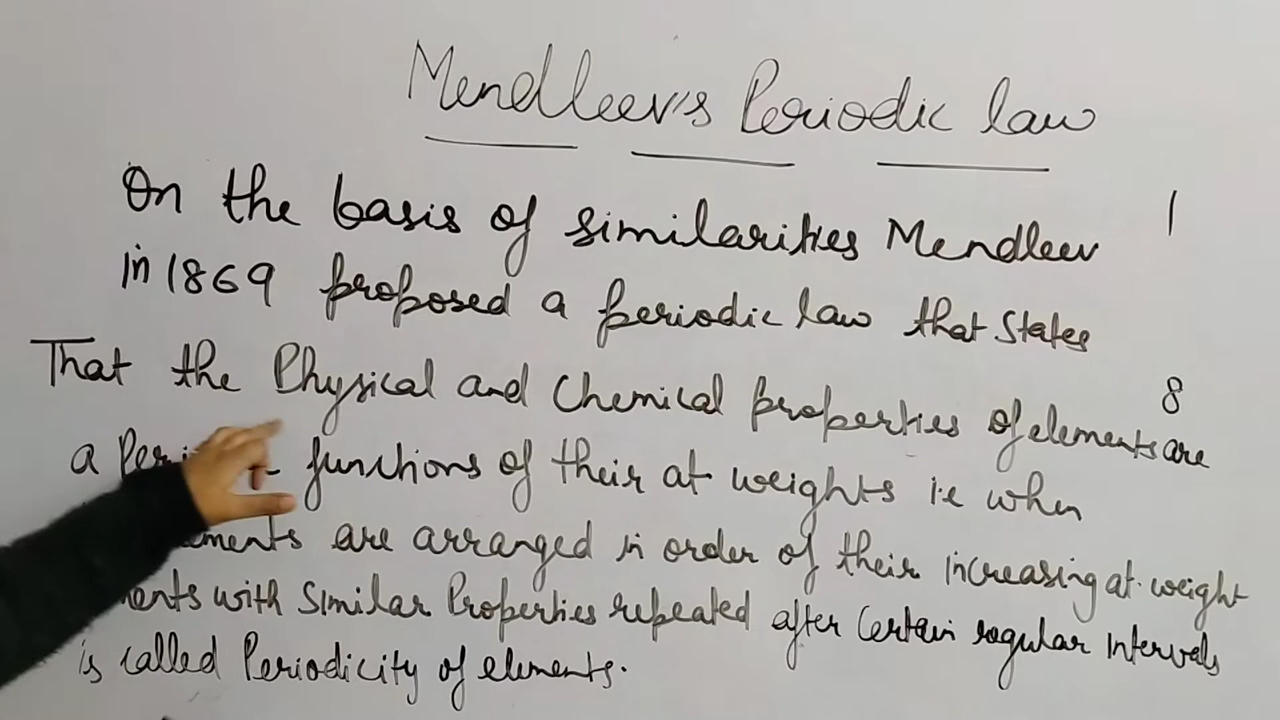 Mendleev's Periodic law
On the basis of similarities Mendleev
1
in 1869 proposed a periodic law that States
That the Physical and Chemical properties of elements are
8
a functions of their at weights i.e when
are arranged in order of their increasing at. weight
with Similar Properties repeated after Certain regular Intervals
is called Periodicity of elements.